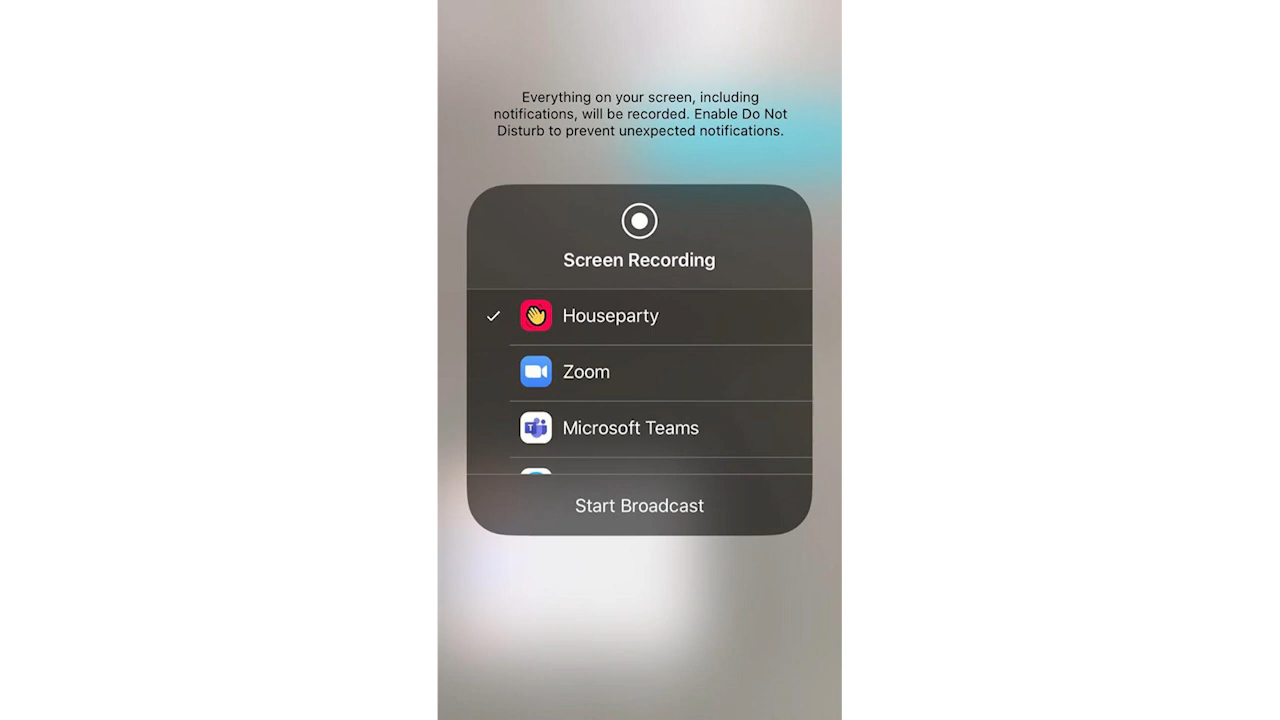 Everything on your screen, including
notifications, will be recorded. Enable Do Not
Disturb to prevent unexpected notifications.
Screen Recording
Houseparty
Zoom
T
Microsoft Teams
Start Broadcast